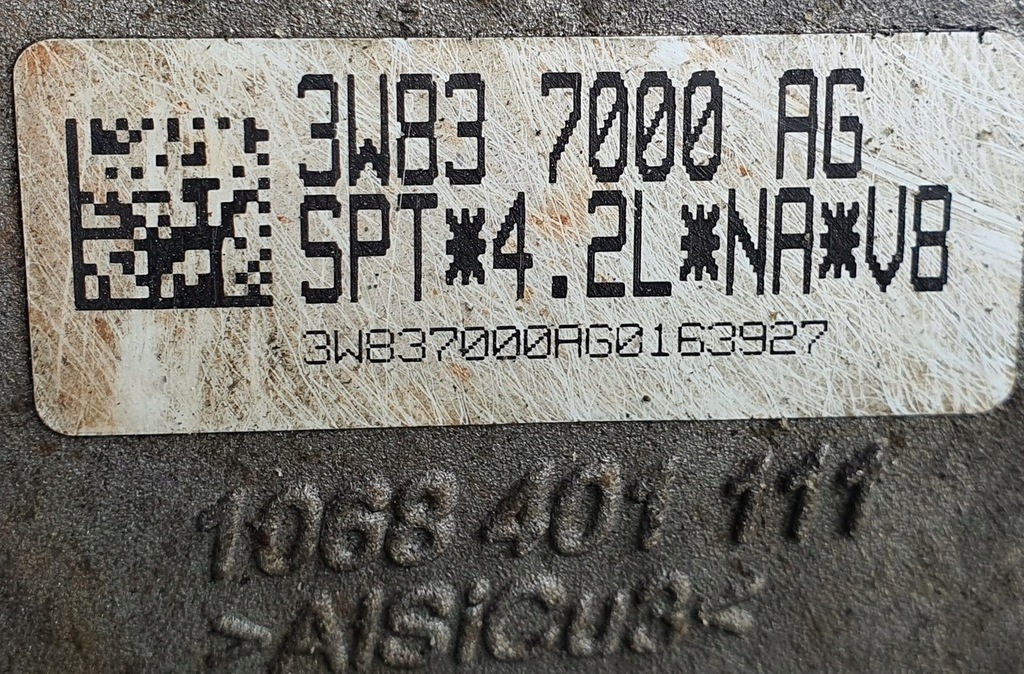 3W83 7000 AG
SPT*4.2L*NA*V8
3W837000AG0163927
1068 401 111
>AlSiCu3<